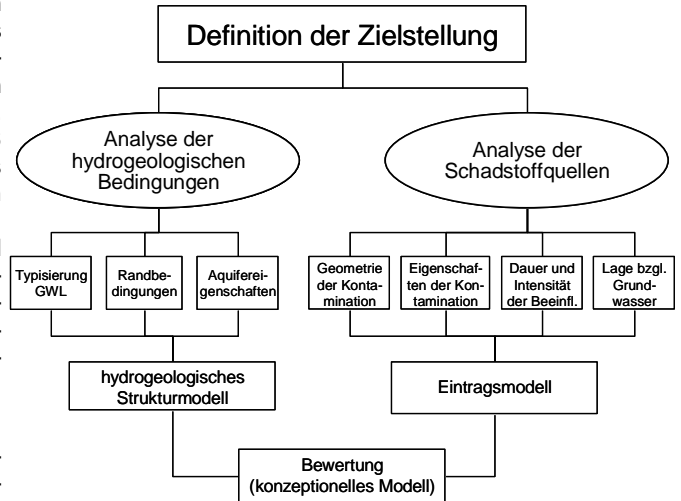 Definition der Zielstellung
Analyse der
hydrogeologischen
Bedingungen
Analyse der
Schadstoffquellen
Typisierung
GWL
Randbe-
dingungen
Aquiferei-
genschaften
Geometrie
der Konta-
mination
Eigenschaf-
ten der Kon-
tamination
Dauer und
Intensität
der Beeinfl.
Lage bzgl.
Grund-
wasser
hydrogeologisches
Strukturmodell
Eintragsmodell
Bewertung
(konzeptionelles Modell)